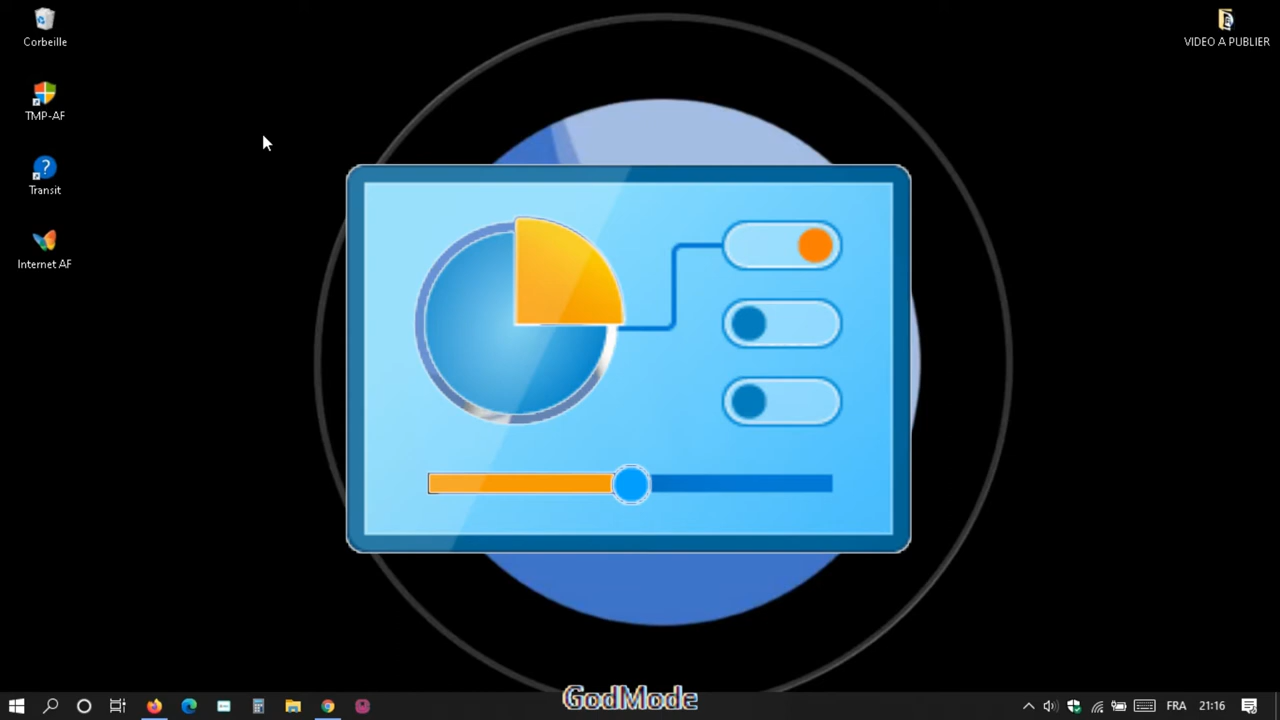 Corbeille
VIDEO A PUBLIER
TMP-AF
?
Transit
Internet AF
GodMode
FRA
21:16